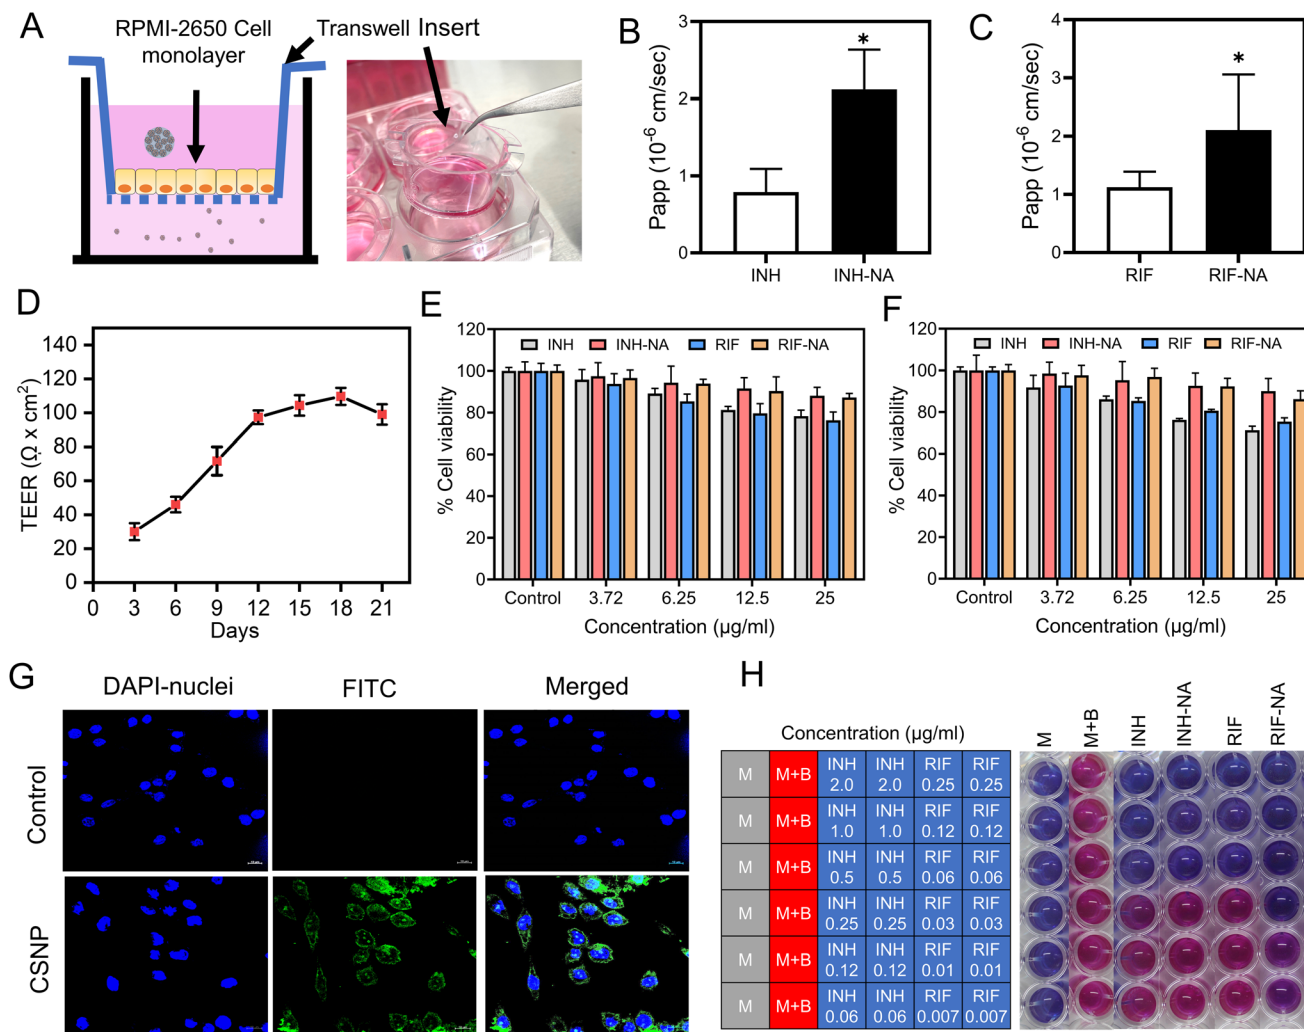 A
RPMI-2650 Cell
monolayer
Transwell Insert
B
Papp (10-6 cm/sec)
3
2
1
0
*
INH
INH-NA
C
Papp (10-6 cm/sec)
4
3
2
1
0
*
RIF
RIF-NA
D
TEER (Ω x cm2)
140
120
100
80
60
40
20
0
0 3 6 9 12 15 18 21
Days
E
% Cell viability
120
100
80
60
40
20
0
INH INH-NA RIF RIF-NA
Control 3.72 6.25 12.5 25
Concentration (µg/ml)
F
% Cell viability
120
100
80
60
40
20
0
INH INH-NA RIF RIF-NA
Control 3.72 6.25 12.5 25
Concentration (µg/ml)
G
DAPI-nuclei FITC Merged
Control
CSNP
H
Concentration (µg/ml)
M M+B INH 2.0 INH 2.0 RIF 0.25 RIF 0.25
M M+B INH 1.0 INH 1.0 RIF 0.12 RIF 0.12
M M+B INH 0.5 INH 0.5 RIF 0.06 RIF 0.06
M M+B INH 0.25 INH 0.25 RIF 0.03 RIF 0.03
M M+B INH 0.12 INH 0.12 RIF 0.01 RIF 0.01
M M+B INH 0.06 INH 0.06 RIF 0.007 RIF 0.007
M M+B INH INH-NA RIF RIF-NA